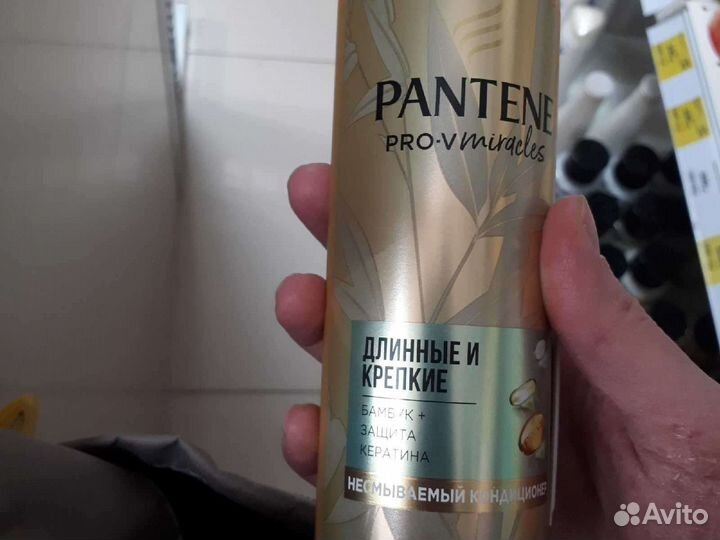 PANTENE
PRO-V miracles
ДЛИННЫЕ И
КРЕПКИЕ
БАМБУК +
ЗАЩИТА
КЕРАТИНА
НЕСМЫВАЕМЫЙ КОНДИЦИОНЕР
Avito